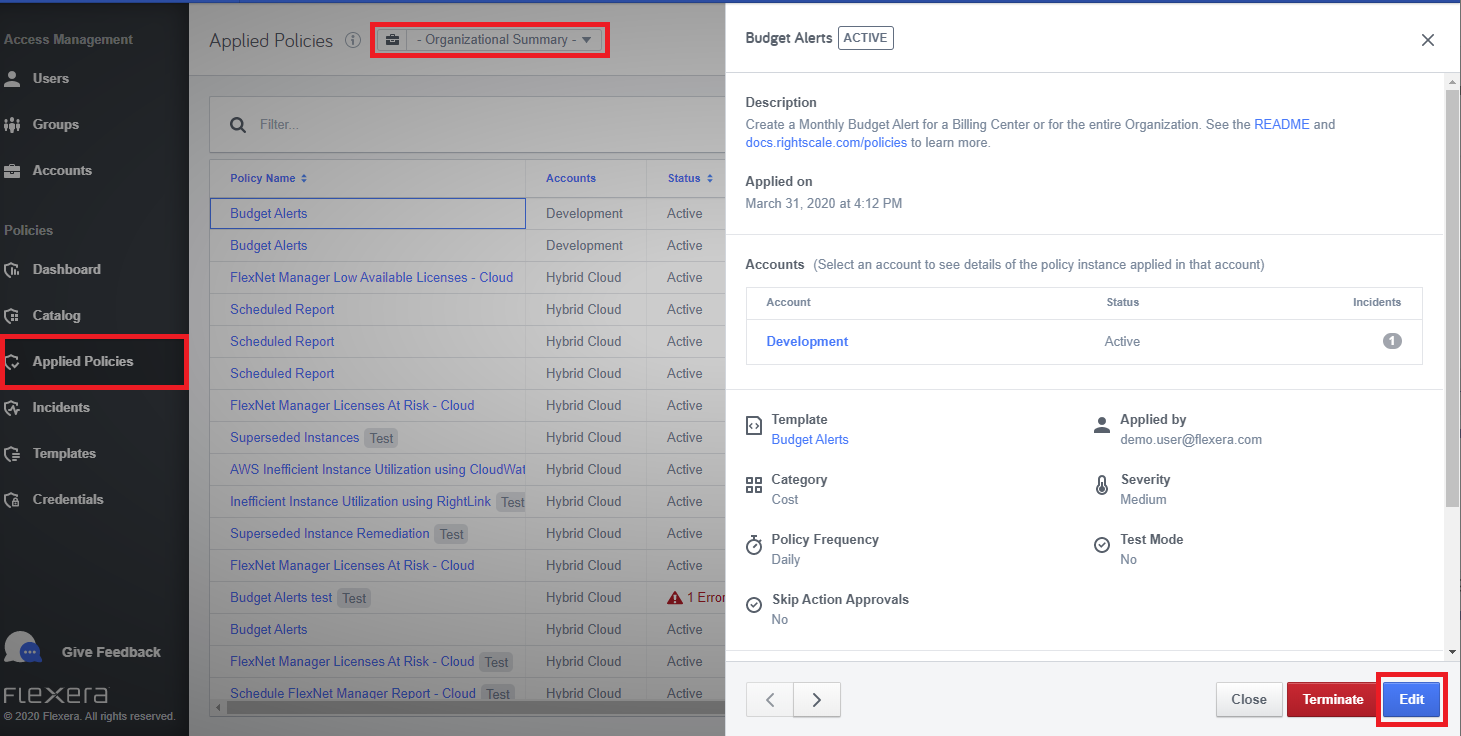 Access Management
Users
Groups
Accounts
Policies
Dashboard
Catalog
Applied Policies
Incidents
Templates
Credentials
Give Feedback
FLEXERA
© 2020 Flexera. All rights reserved.
Applied Policies - Organizational Summary -
Filter...
Policy Name Accounts Status
Budget Alerts Development Active
Budget Alerts Development Active
FlexNet Manager Low Available Licenses - Cloud Hybrid Cloud Active
Scheduled Report Hybrid Cloud Active
Scheduled Report Hybrid Cloud Active
Scheduled Report Hybrid Cloud Active
FlexNet Manager Licenses At Risk - Cloud Hybrid Cloud Active
Superseded Instances Test Hybrid Cloud Active
AWS Inefficient Instance Utilization using CloudWat Hybrid Cloud Active
Inefficient Instance Utilization using RightLink Test Hybrid Cloud Active
Superseded Instance Remediation Test Hybrid Cloud Active
FlexNet Manager Licenses At Risk - Cloud Hybrid Cloud Active
Budget Alerts test Test Hybrid Cloud 1 Error
Budget Alerts Hybrid Cloud Active
FlexNet Manager Licenses At Risk - Cloud Test Hybrid Cloud Active
Schedule FlexNet Manager Report - Cloud Test Hybrid Cloud Active
Budget Alerts ACTIVE
Description
Create a Monthly Budget Alert for a Billing Center or for the entire Organization. See the README and
docs.rightscale.com/policies to learn more.
Applied on
March 31, 2020 at 4:12 PM
Accounts (Select an account to see details of the policy instance applied in that account)
Account Status Incidents
Development Active 1
Template
Budget Alerts
Applied by
demo.user@flexera.com
Category
Cost
Severity
Medium
Policy Frequency
Daily
Test Mode
No
Skip Action Approvals
No
Close Terminate Edit